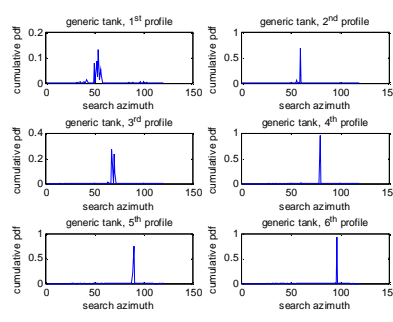 generic tank, 1st profile
0.2
0.1
0
cumulative pdf
0 50 100 150
search azimuth
generic tank, 2nd profile
1
0.5
0
cumulative pdf
0 50 100 15
search azimuth
generic tank, 3rd profile
0.4
0.2
0
cumulative pdf
0 50 100 150
search azimuth
generic tank, 4th profile
1
0.5
0
cumulative pdf
0 50 100 15
search azimuth
generic tank, 5th profile
1
0.5
0
cumulative pdf
0 50 100 150
search azimuth
generic tank, 6th profile
1
0.5
0
cumulative pdf
0 50 100 15
search azimuth